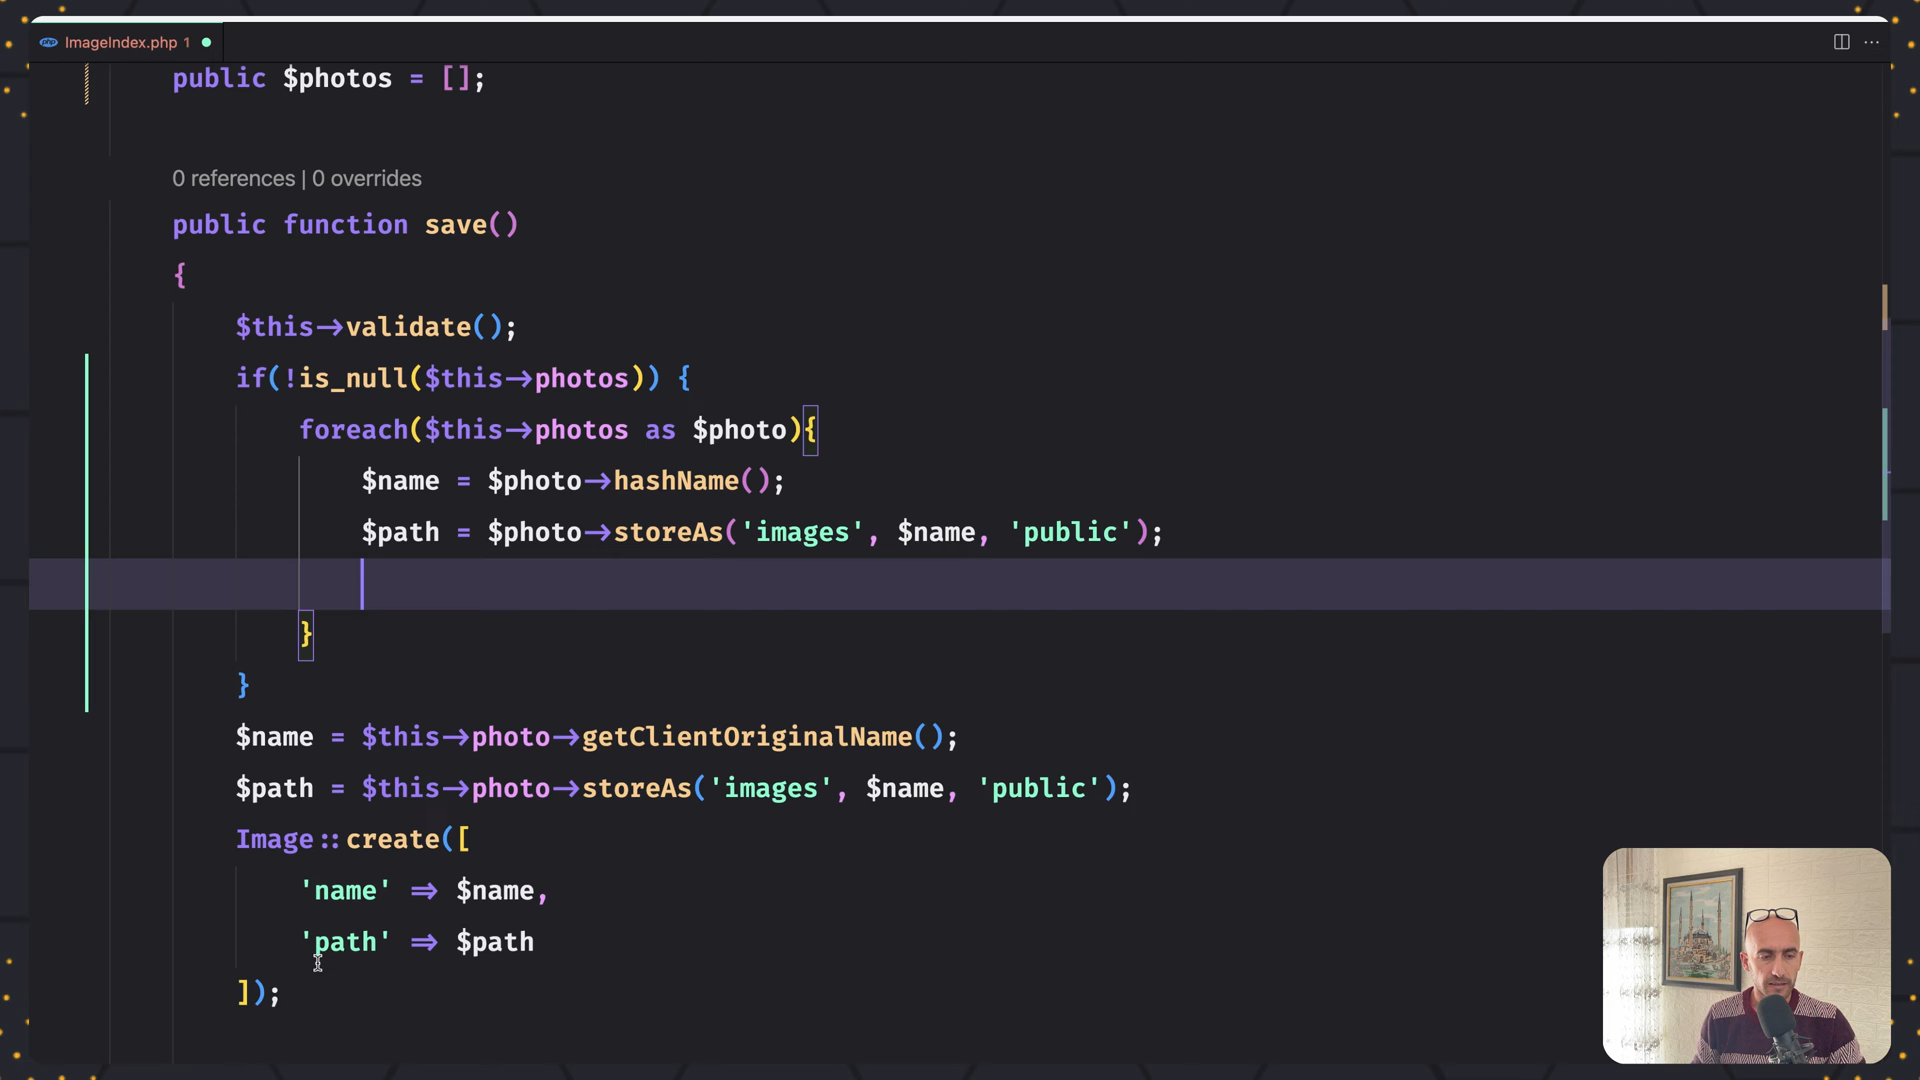 ImageIndex.php 1
public $photos = [];
0 references | 0 overrides
public function save()
{
$this->validate();
if(!is_null($this->photos)) {
foreach($this->photos as $photo){
$name = $photo->hashName();
$path = $photo->storeAs('images', $name, 'public');
}
}
$name = $this->photo->getClientOriginalName();
$path = $this->photo->storeAs('images', $name, 'public');
Image::create([
'name' => $name,
'path' => $path
]);